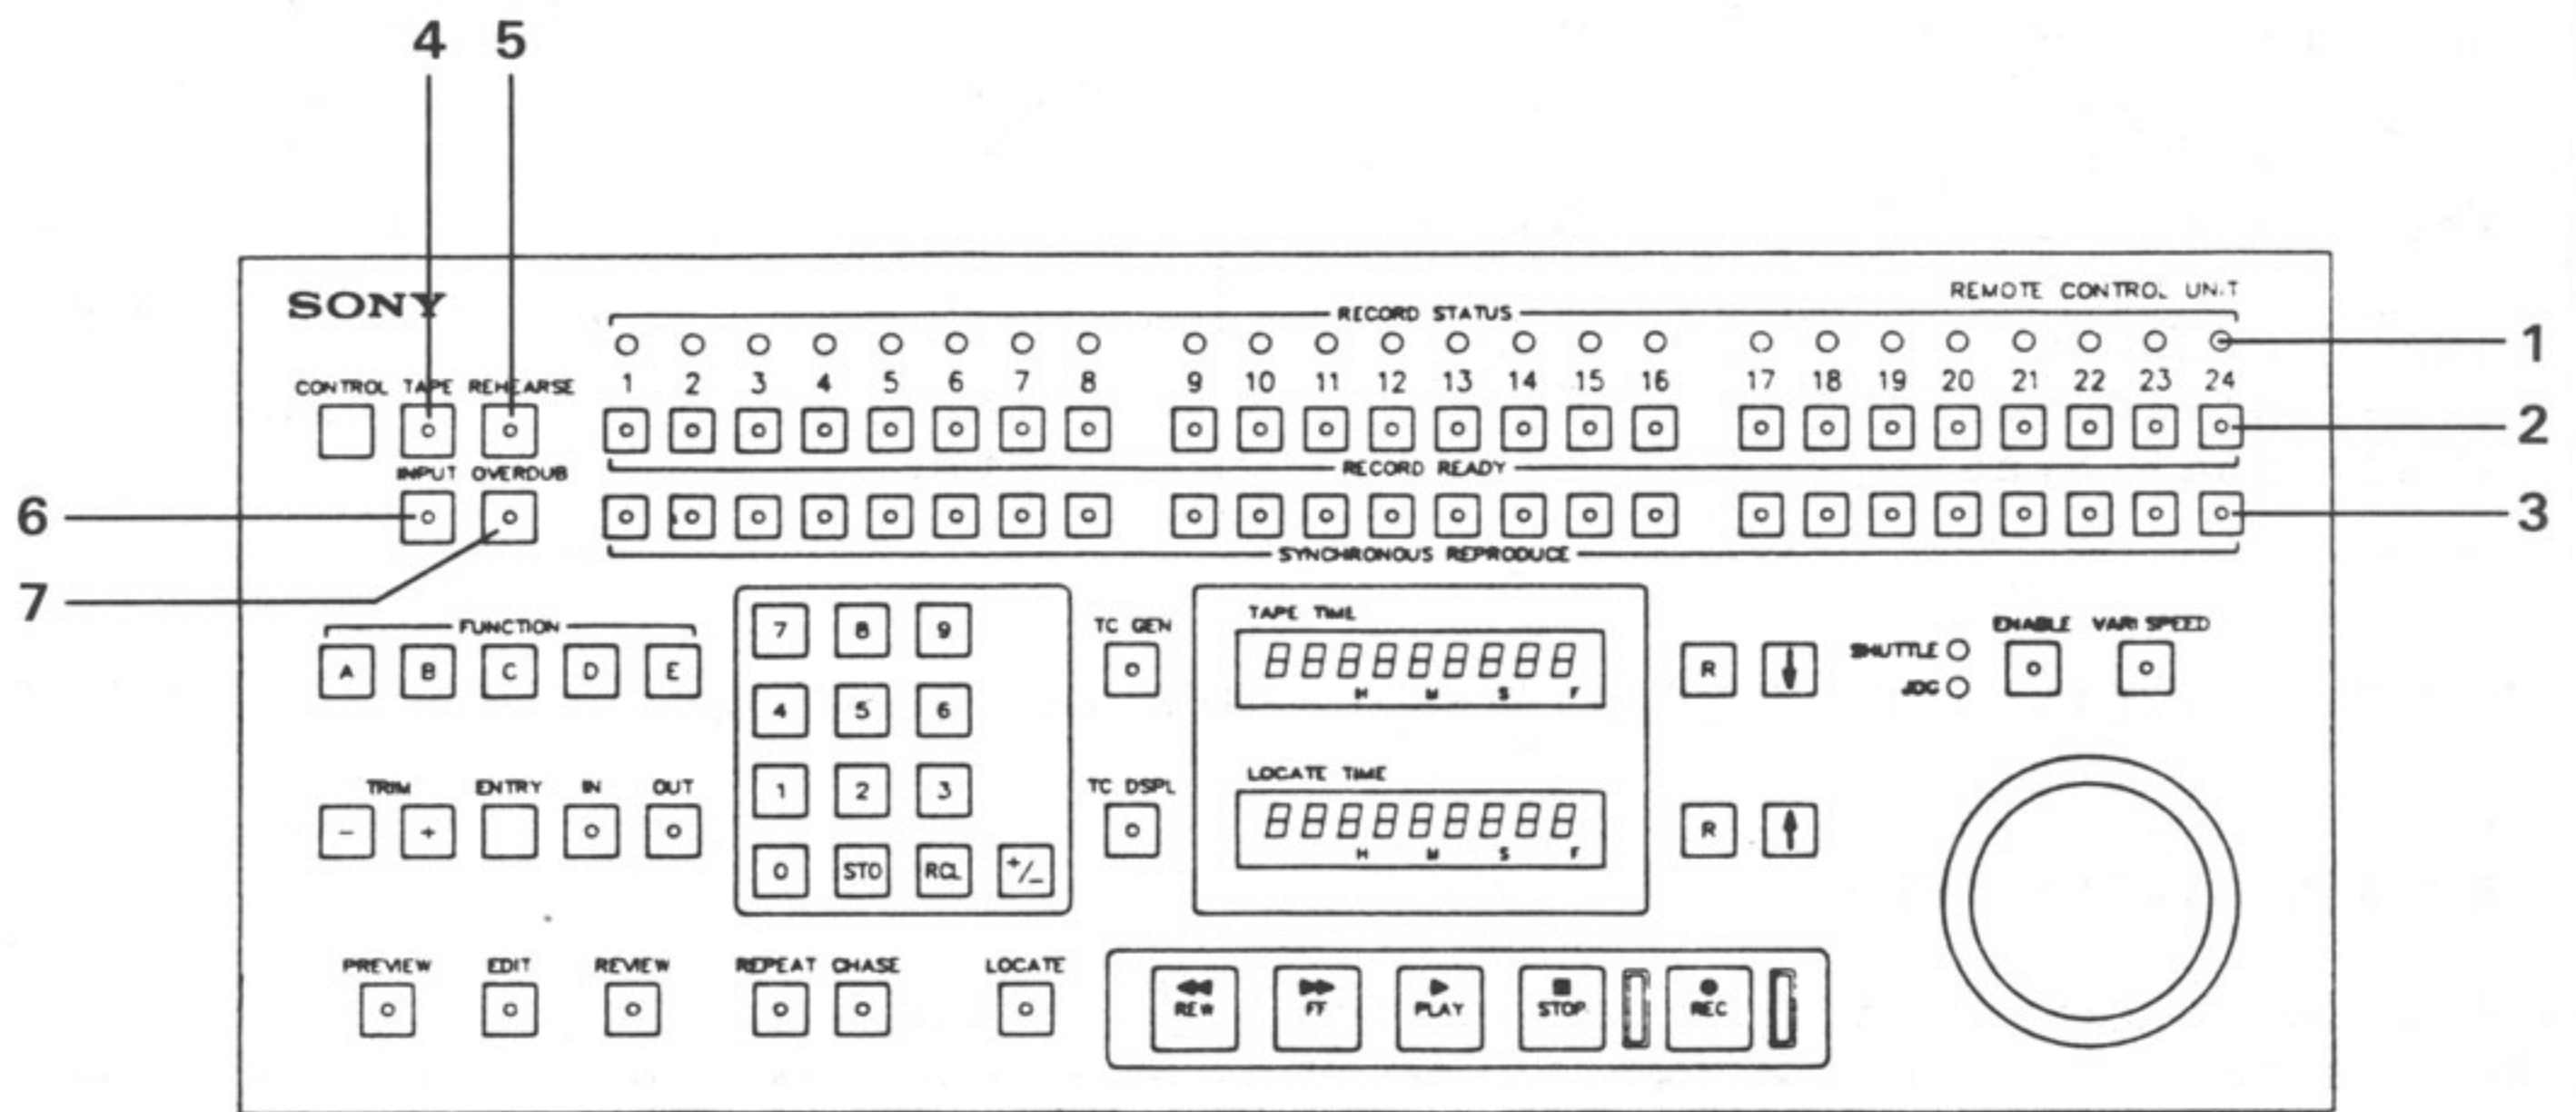 4 5
SONY
REMOTE CONTROL UNIT
RECORD STATUS
1
CONTROL TAPE REHEARSE
1 2 3 4 5 6 7 8 9 10 11 12 13 14 15 16 17 18 19 20 21 22 23 24
2
INPUT OVERDUB
RECORD READY
6
3
SYNCHRONOUS REPRODUCE
7
FUNCTION
A B C D E
7 8 9
4 5 6
1 2 3
0 STO RCL +/-
TC GEN
TC DSPL
TAPE TIME
888888888
H M S F
LOCATE TIME
888888888
H M S F
R
R
SHUTTLE
JOG
ENABLE VARI SPEED
TRIM ENTRY IN OUT
- +
PREVIEW EDIT REVIEW REPEAT CHASE LOCATE
REW FF PLAY STOP REC